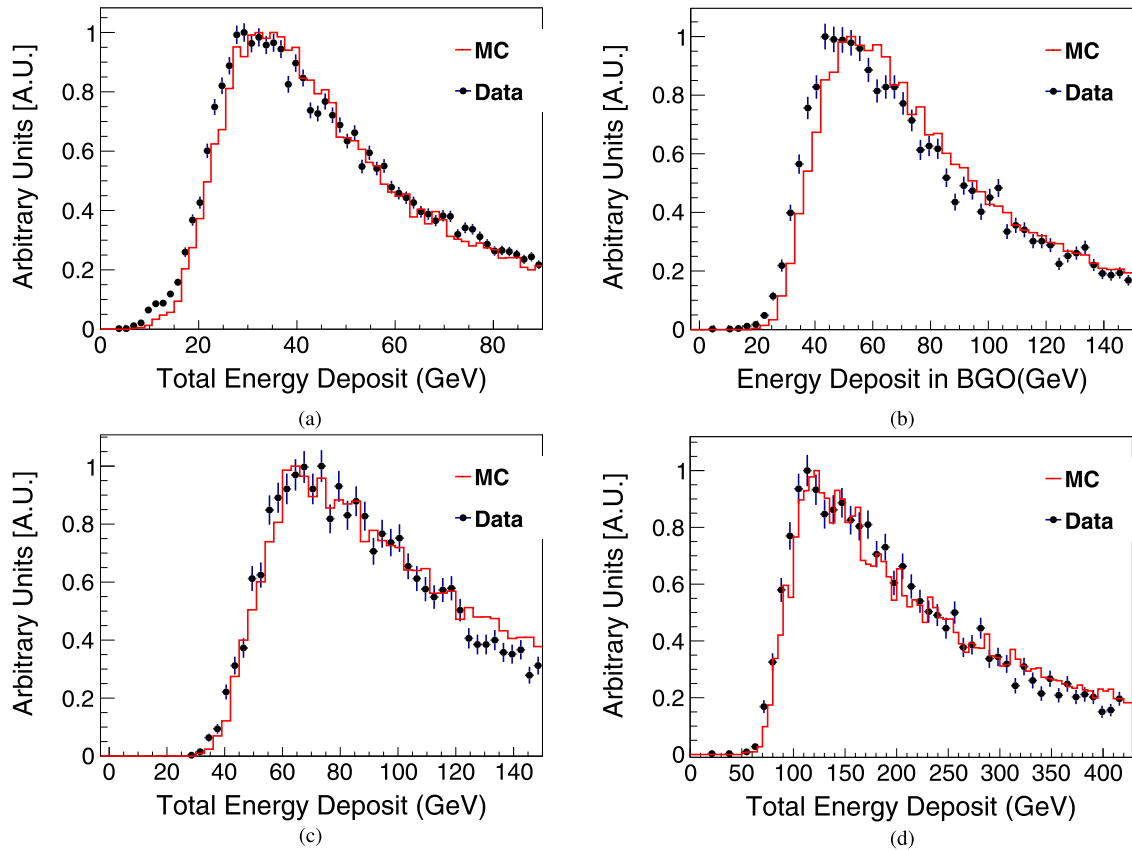 Arbitrary Units [A.U.]
1
0.8
0.6
0.4
0.2
0
MC
Data
0 20 40 60 80
Total Energy Deposit (GeV)
(a)
Arbitrary Units [A.U.]
1
0.8
0.6
0.4
0.2
0
MC
Data
0 20 40 60 80 100 120 140
Energy Deposit in BGO(GeV)
(b)
Arbitrary Units [A.U.]
1
0.8
0.6
0.4
0.2
0
MC
Data
0 20 40 60 80 100 120 140
Total Energy Deposit (GeV)
(c)
Arbitrary Units [A.U.]
1
0.8
0.6
0.4
0.2
0
MC
Data
0 50 100 150 200 250 300 350 400
Total Energy Deposit (GeV)
(d)